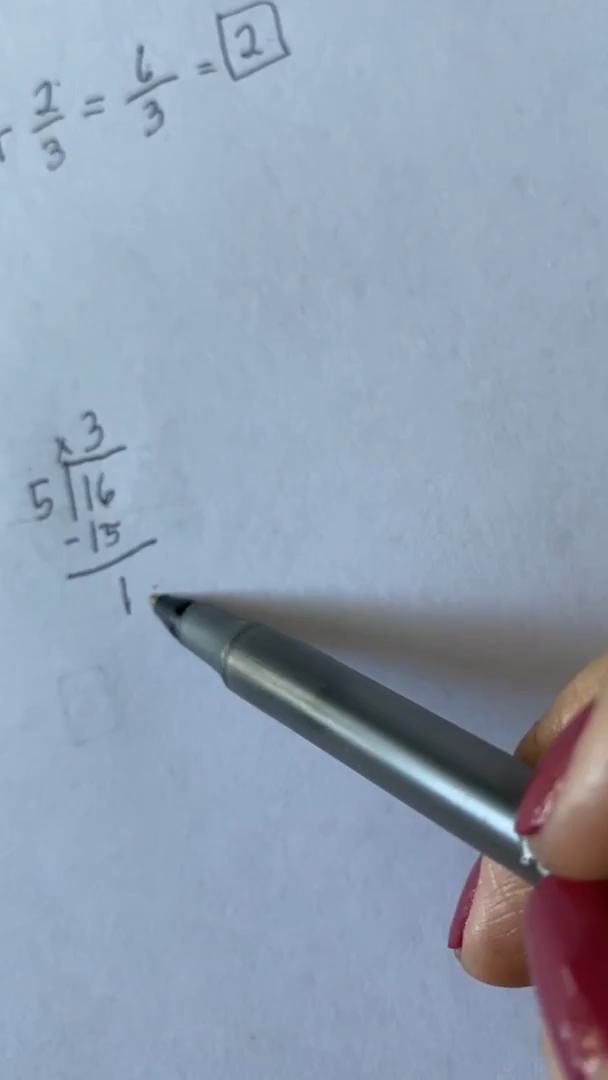 + 2/3 = 6/3 = 2
× 3
5 16
- 15
1